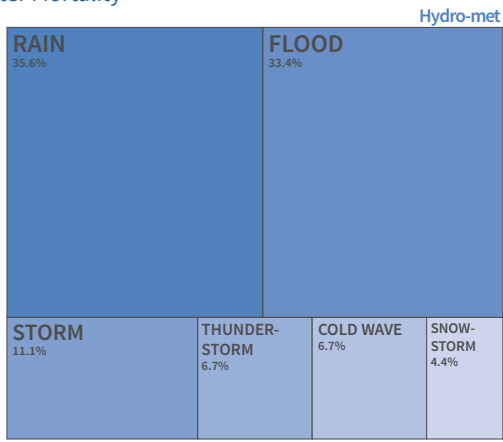 Mortality
Hydro-met
RAIN
35.6%
FLOOD
33.4%
STORM
11.1%
THUNDER-
STORM
6.7%
COLD WAVE
6.7%
SNOW-
STORM
4.4%